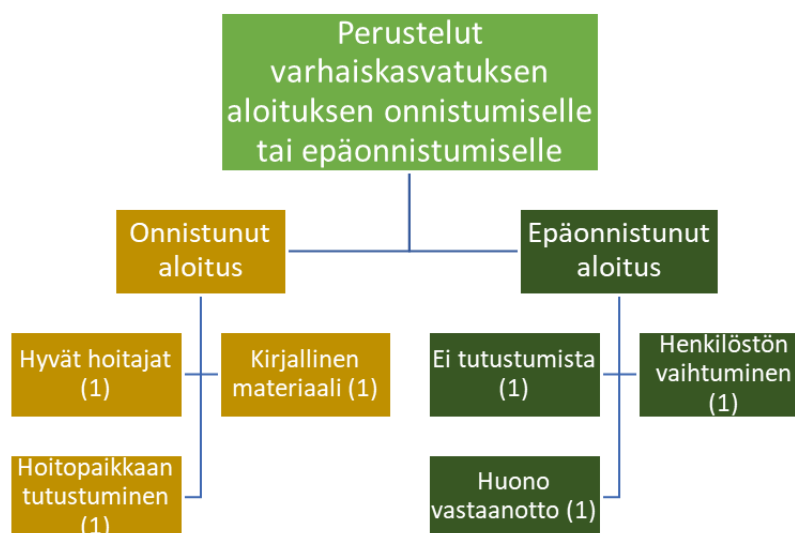 Perustelut
varhaiskasvatuksen
aloituksen onnistumiselle
tai epäonnistumiselle
Onnistunut
aloitus
Epäonnistunut
aloitus
Hyvät hoitajat
(1)
Kirjallinen
materiaali (1)
Ei tutustumista
(1)
Henkilöstön
vaihtuminen
(1)
Hoitopaikkaan
tutustuminen
(1)
Huono
vastaanotto (1)